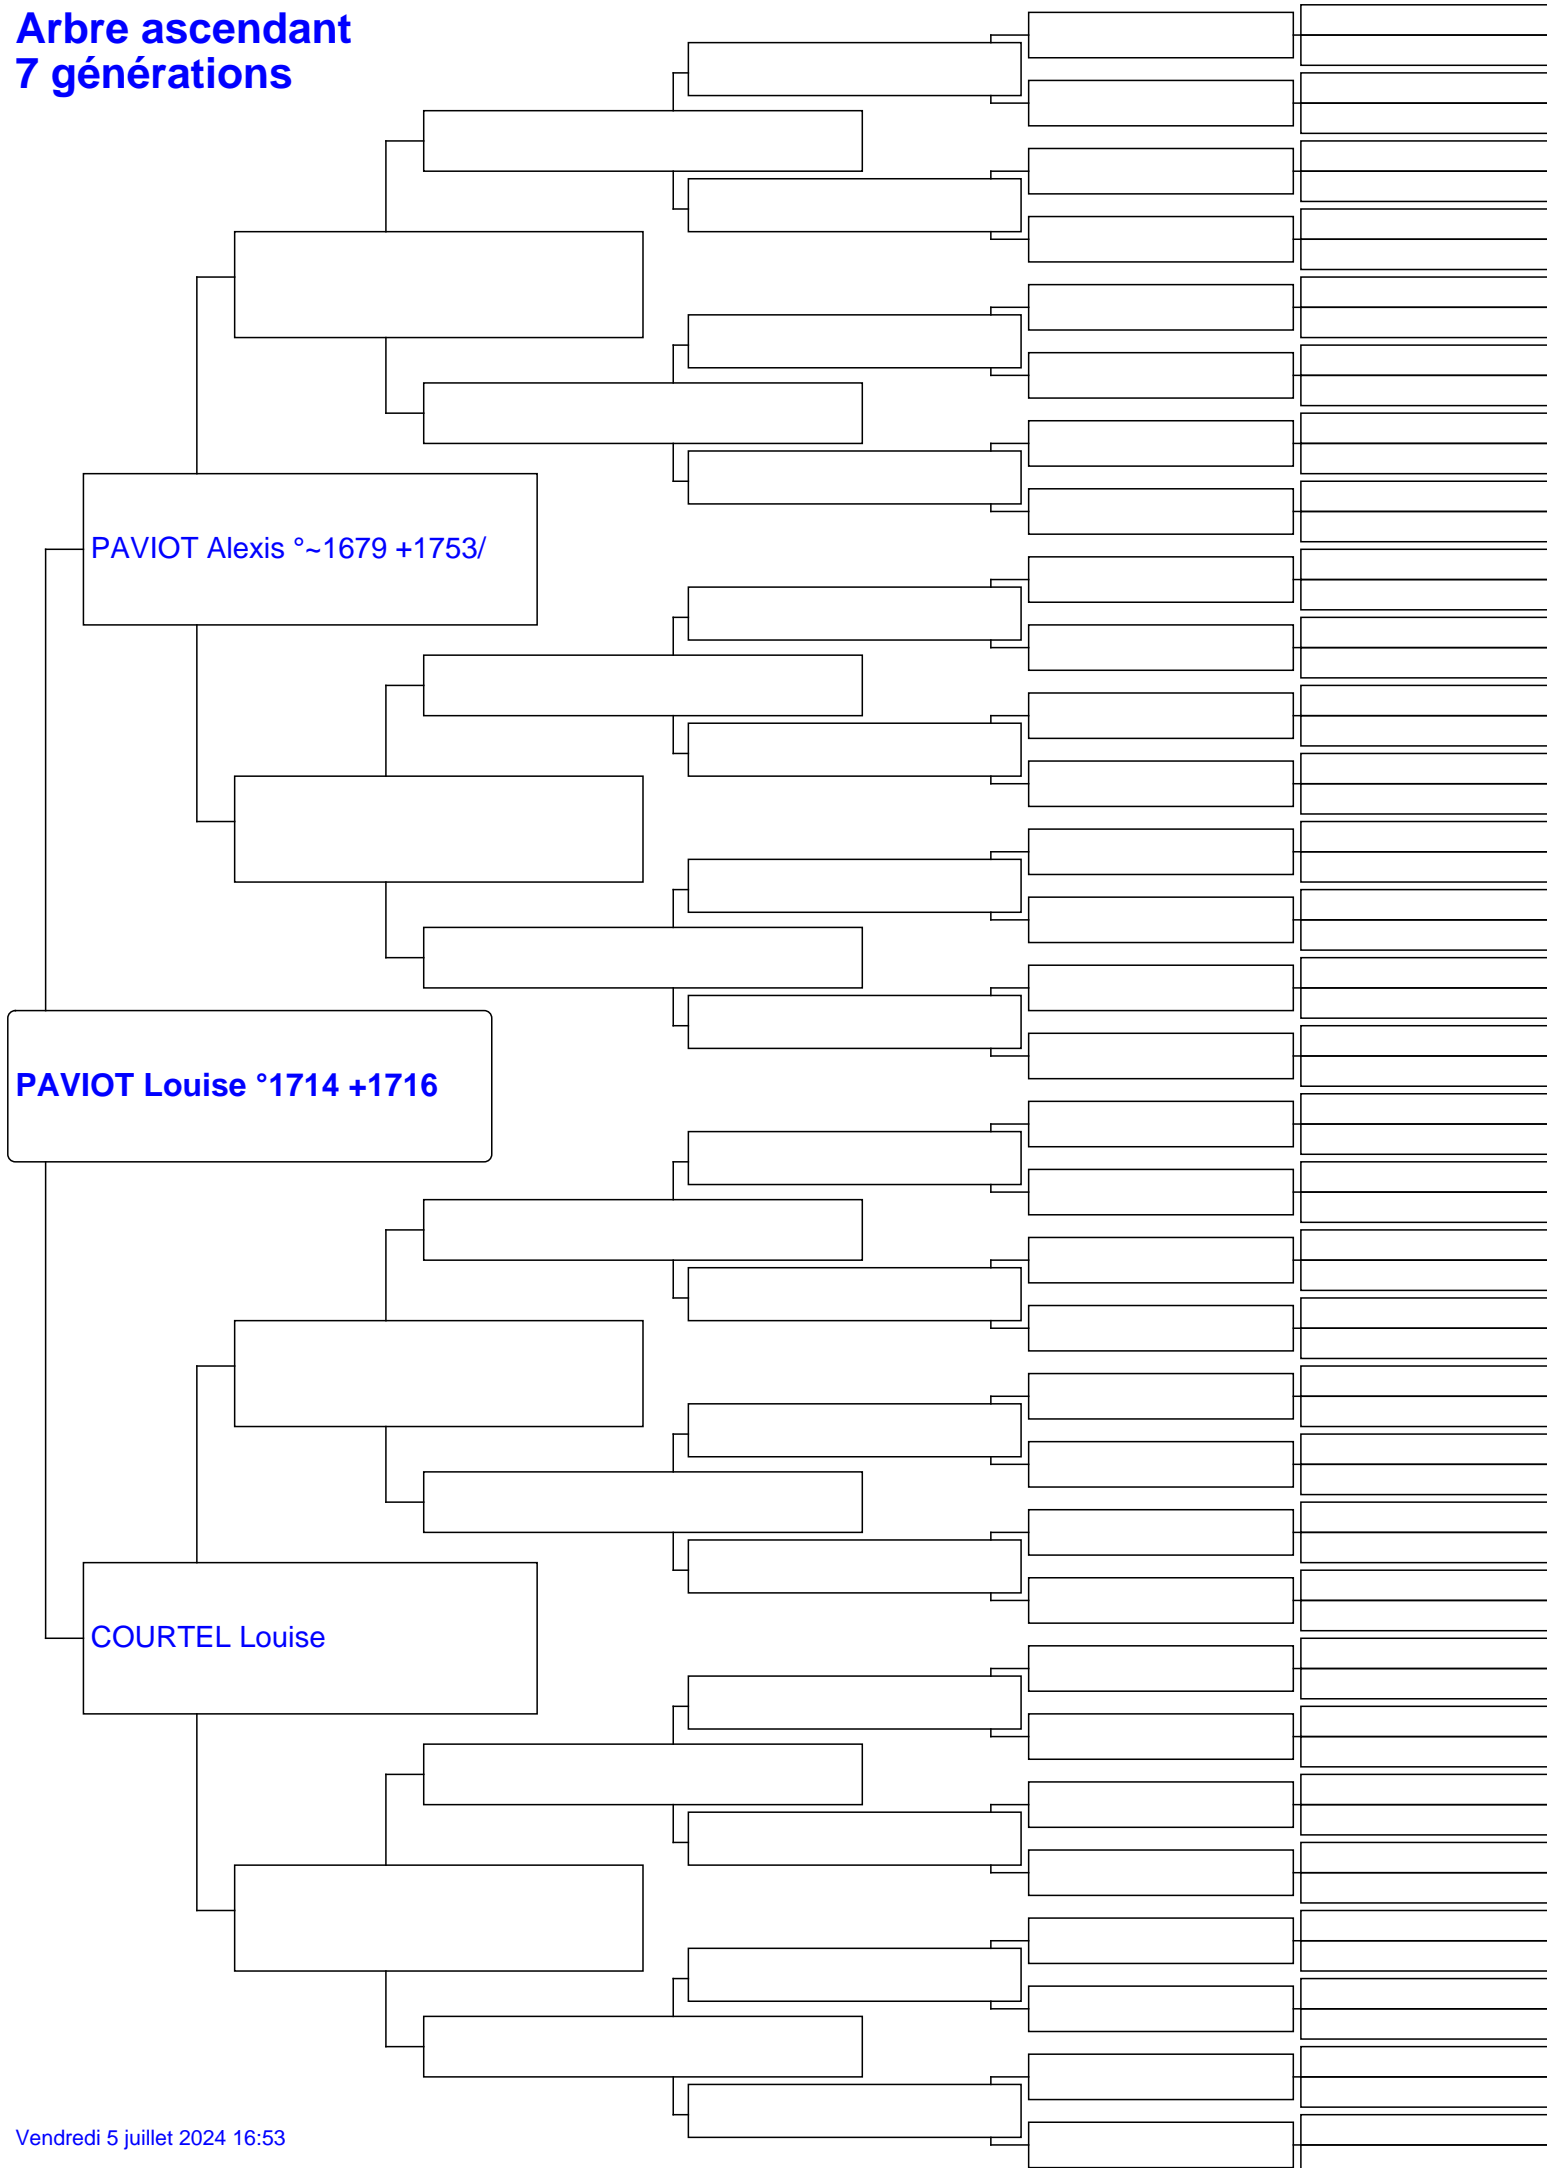 Arbre ascendant
7 générations
PAVIOT Alexis °~1679 +1753/
PAVIOT Louise °1714 +1716
COURTEL Louise
Vendredi 5 juillet 2024 16:53